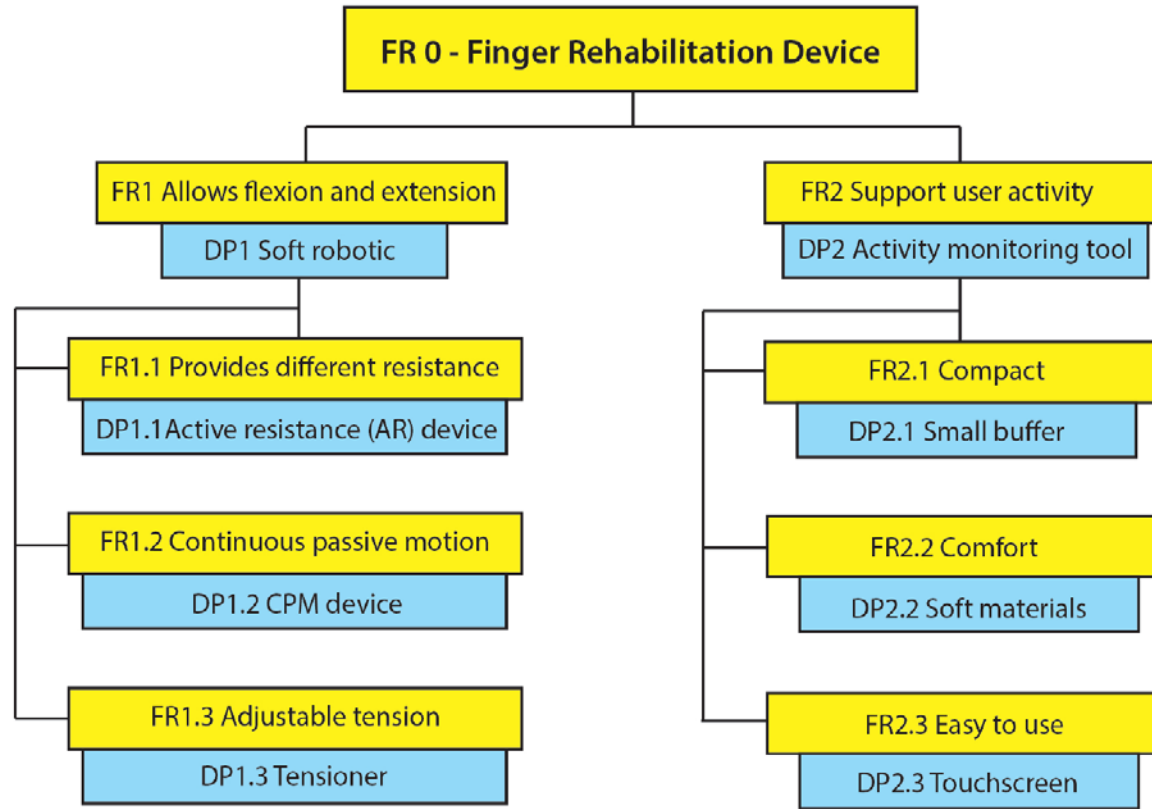 FR 0 - Finger Rehabilitation Device
FR1 Allows flexion and extension
DP1 Soft robotic
FR1.1 Provides different resistance
DP1.1Active resistance (AR) device
FR1.2 Continuous passive motion
DP1.2 CPM device
FR1.3 Adjustable tension
DP1.3 Tensioner
FR2 Support user activity
DP2 Activity monitoring tool
FR2.1 Compact
DP2.1 Small buffer
FR2.2 Comfort
DP2.2 Soft materials
FR2.3 Easy to use
DP2.3 Touchscreen